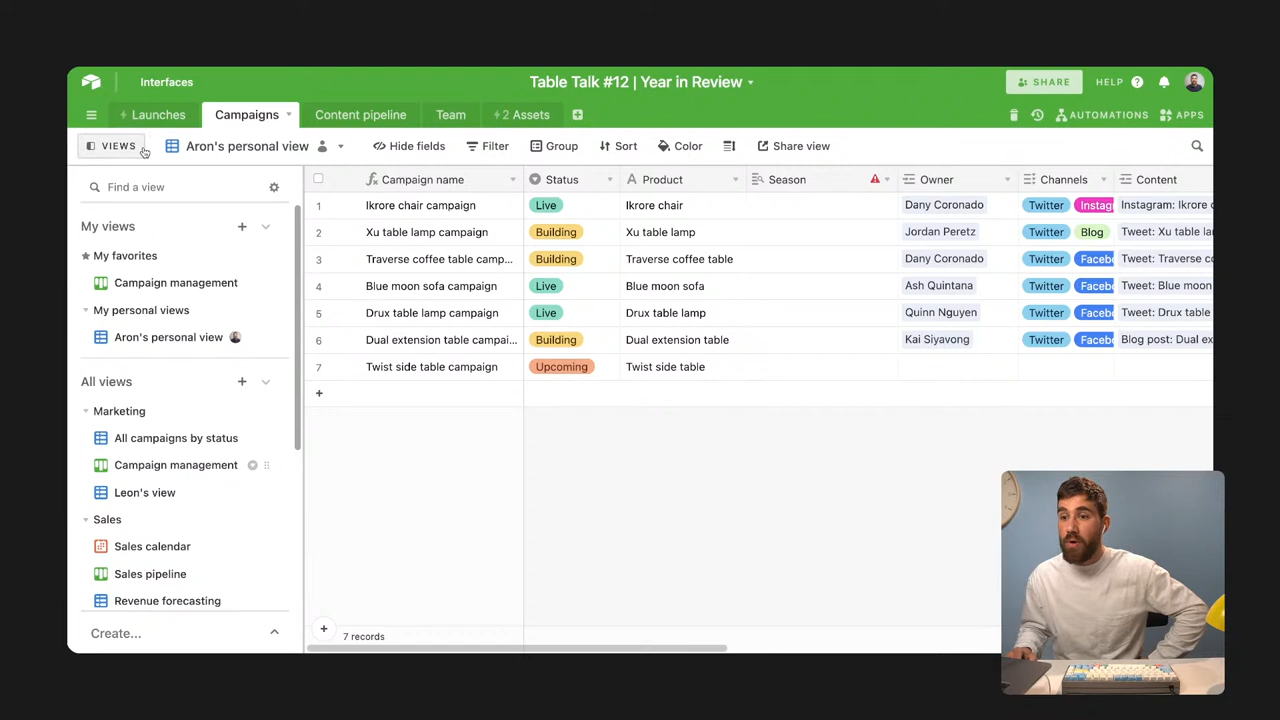 Interfaces
Table Talk #12 | Year in Review
SHARE
HELP
Launches
Campaigns
Content pipeline
Team
2 Assets
AUTOMATIONS
APPS
VIEWS
Aron's personal view
Hide fields
Filter
Group
Sort
Color
Share view
Find a view
My views
My favorites
Campaign management
My personal views
Aron's personal view
All views
Marketing
All campaigns by status
Campaign management
Leon's view
Sales
Sales calendar
Sales pipeline
Revenue forecasting
Create...
Campaign name Status Product Season Owner Channels Content
1 Ikrore chair campaign Live Ikrore chair Dany Coronado Twitter Instag Instagram: Ikrore c
2 Xu table lamp campaign Building Xu table lamp Jordan Peretz Twitter Blog Tweet: Xu table la
3 Traverse coffee table camp... Building Traverse coffee table Dany Coronado Twitter Faceb Tweet: Traverse c
4 Blue moon sofa campaign Live Blue moon sofa Ash Quintana Twitter Faceb Tweet: Blue moon
5 Drux table lamp campaign Live Drux table lamp Quinn Nguyen Twitter Faceb Tweet: Drux table
6 Dual extension table campai... Building Dual extension table Kai Siyavong Twitter Faceb Blog post: Dual ex
7 Twist side table campaign Upcoming Twist side table
7 records